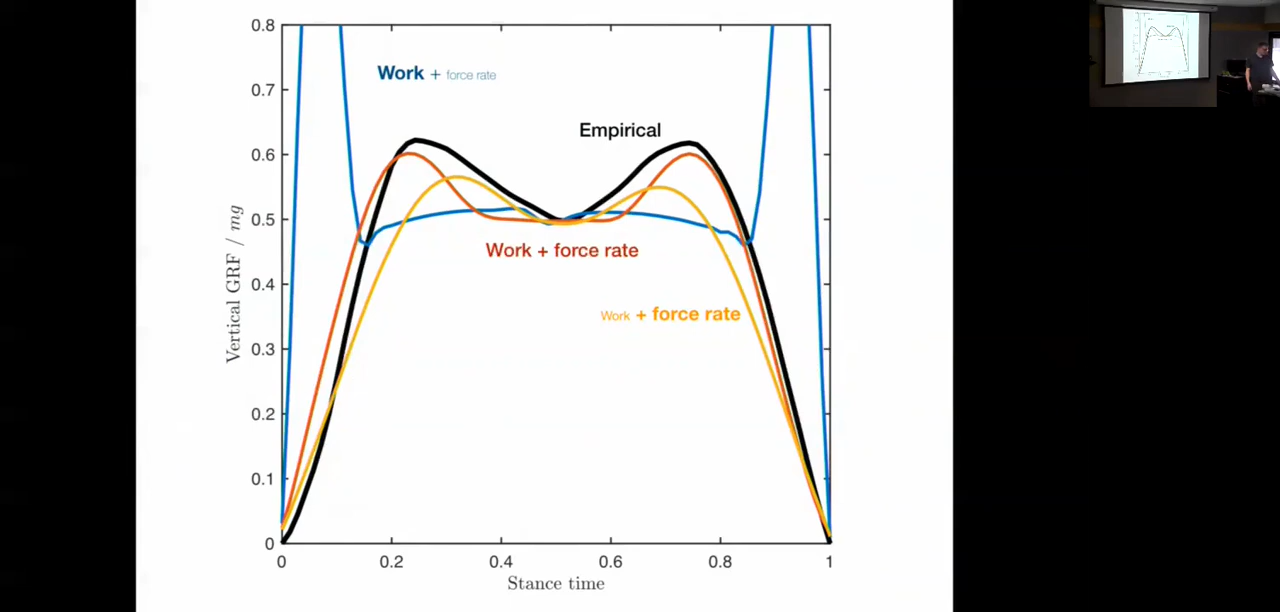 0.8
Work + force rate
0.7
Empirical
0.6
0.5
Work + force rate
0.4
Work + force rate
0.3
0.2
0.1
0
Vertical GRF / mg
0 0.2 0.4 0.6 0.8 1
Stance time